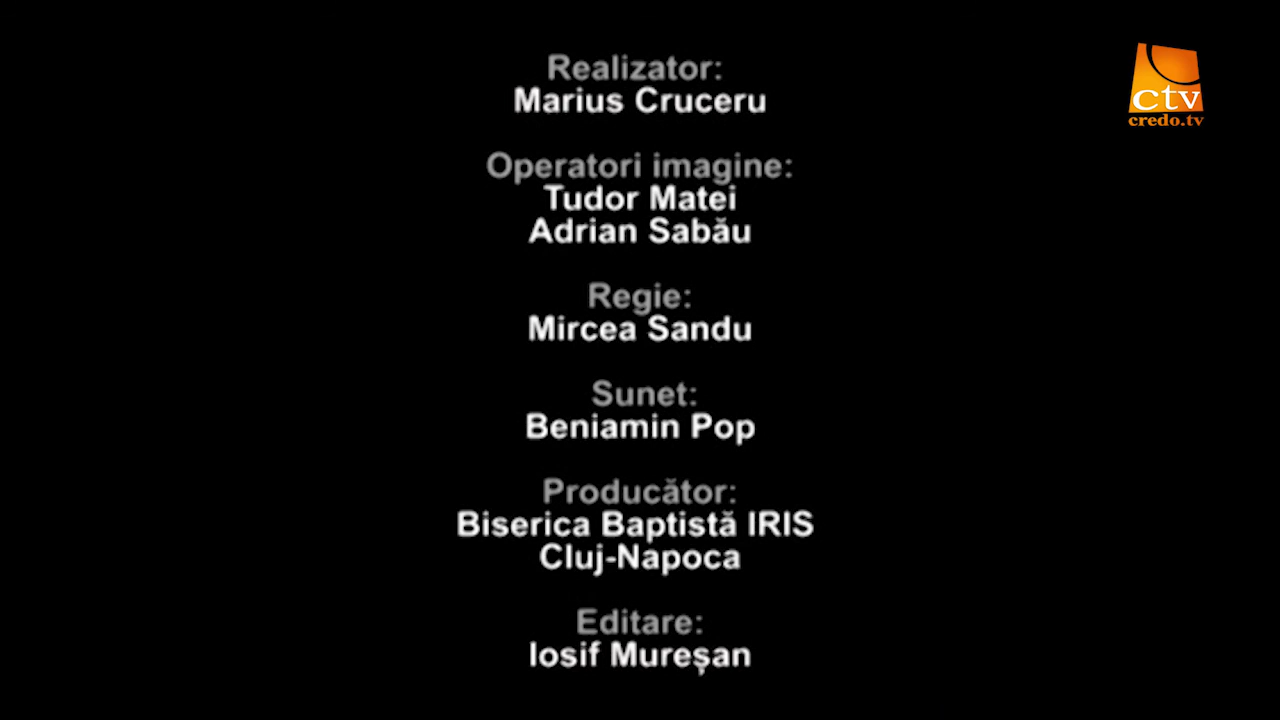 Realizator:
Marius Cruceru
Operatori imagine:
Tudor Matei
Adrian Sabău
Regie:
Mircea Sandu
Sunet:
Beniamin Pop
Producător:
Biserica Baptistă IRIS
Cluj-Napoca
Editare:
Iosif Mureșan
ctv
credo.tv